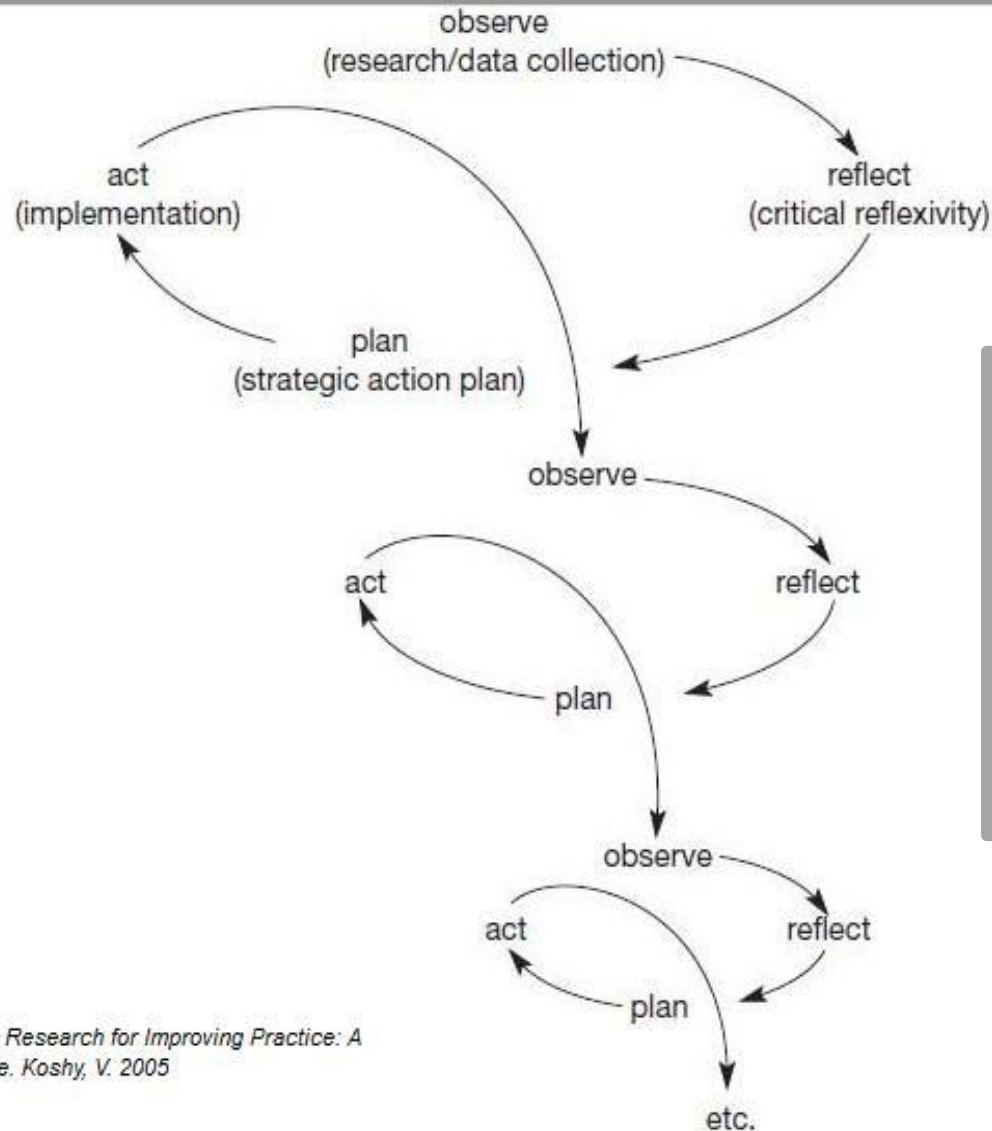 observe
(research/data collection)
reflect
(critical reflexivity)
act
(implementation)
plan
(strategic action plan)
observe
reflect
act
plan
observe
reflect
act
plan
etc.
Research for Improving Practice: A
e. Koshy, V. 2005